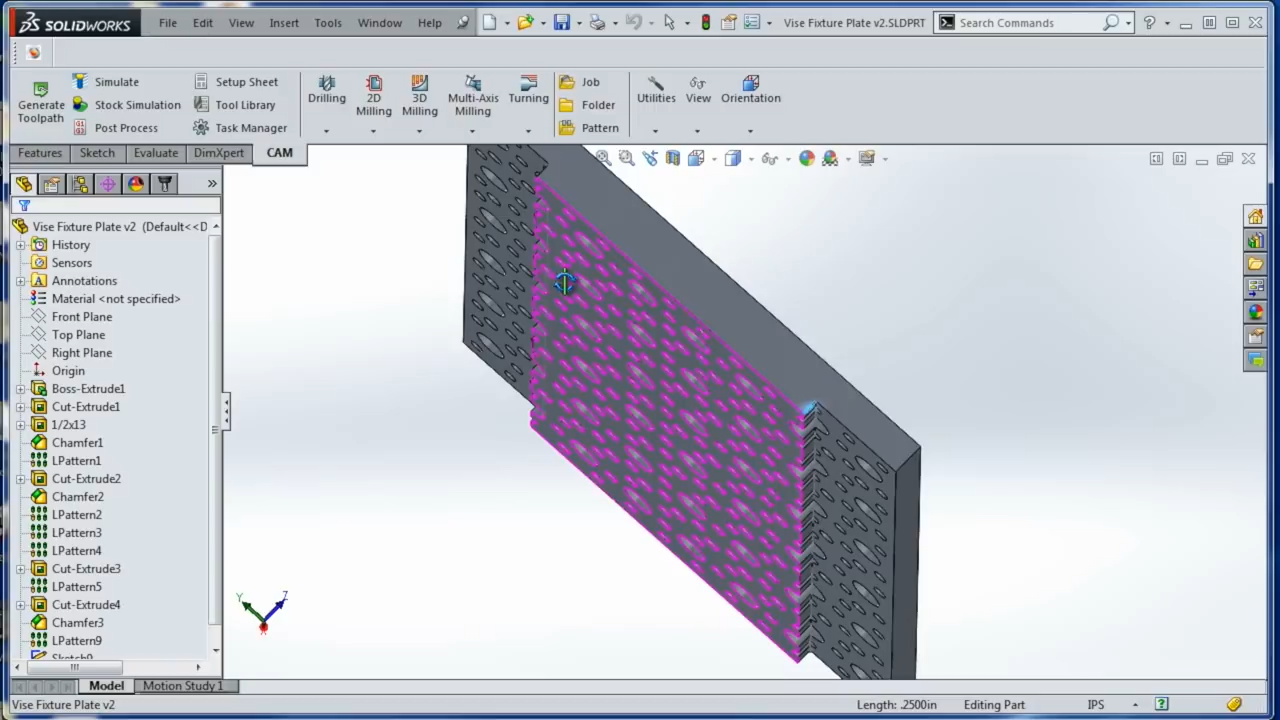 SOLIDWORKS File Edit View Insert Tools Window Help Vise Fixture Plate v2.SLDPRT Search Commands
Generate Toolpath
Simulate
Stock Simulation
Post Process
Setup Sheet
Tool Library
Task Manager
Drilling
2D Milling
3D Milling
Multi-Axis Milling
Turning
Job
Folder
Pattern
Utilities
View
Orientation
Features Sketch Evaluate DimXpert CAM
Vise Fixture Plate v2 (Default<<D
History
Sensors
Annotations
Material <not specified>
Front Plane
Top Plane
Right Plane
Origin
Boss-Extrude1
Cut-Extrude1
1/2x13
Chamfer1
LPattern1
Cut-Extrude2
Chamfer2
LPattern2
LPattern3
LPattern4
Cut-Extrude3
LPattern5
Cut-Extrude4
Chamfer3
LPattern9
Sketch9
Y Z X
Model Motion Study 1
Vise Fixture Plate v2 Length: .2500in Editing Part IPS